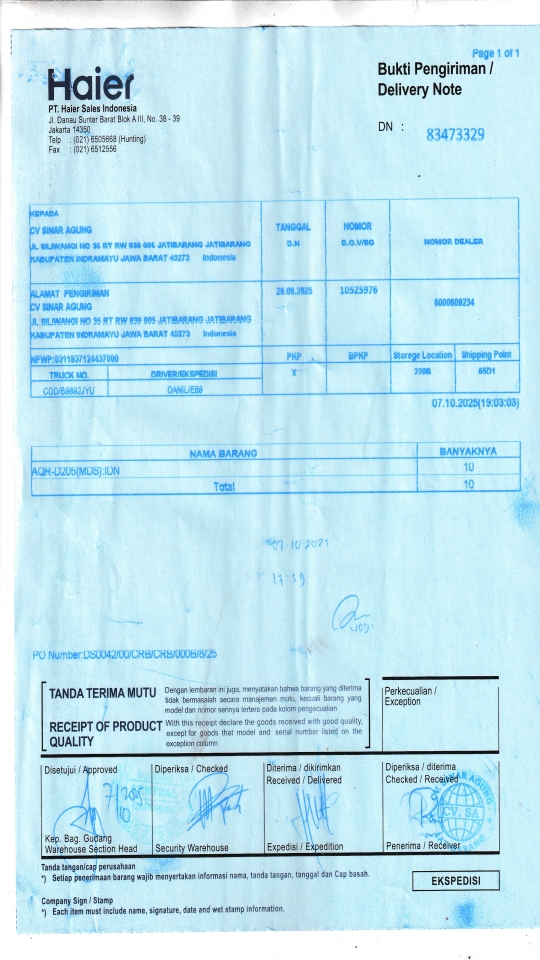 Page 1 of 1
Haier
Bukti Pengiriman /
Delivery Note
PT. Haier Sales Indonesia
Jl. Danau Sunter Barat Blok A III, No. 38 - 39
Jakarta 14350
Telp : (021) 6505668 (Hunting)
Fax : (021) 6512556
DN : 83473329
KEPADA
CV SINAR AGUNG
JL SILIWANGI NO 35 RT RW 039 005 JATIBARANG JATIBARANG
KABUPATEN INDRAMAYU JAWA BARAT 45273 Indonesia
TANGGAL
D.N
NOMOR
D.O.V/SO
NOMOR DEALER
ALAMAT PENGIRIMAN
CV SINAR AGUNG
JL SILIWANGI NO 35 RT RW 039 005 JATIBARANG JATIBARANG
KABUPATEN INDRAMAYU JAWA BARAT 45273 Indonesia
29.09.2025
10525976
NPWP:0311837124437000
PKP
BPKP
Storege Location
Shipping Point
TRUCK NO.
DRIVER/EKSPEDISI
X
220B
65D1
CDD/B9692/YU
DANIL/E66
07.10.2025(19:03:03)
NAMA BARANG
BANYAKNYA
AQR-D205(MDS):IDN
10
Total
10
17:39
PO Number:DS0042/00/CRB/CRB/000B/8/25
TANDA TERIMA MUTU
Dengan lembaran ini juga, menyatakan bahwa barang yang diterima
tidak bermasalah secara manajemen mutu, kecuali barang yang
model dan nomor serinya tertera pada kolom pengecualian
RECEIPT OF PRODUCT
QUALITY
With this receipt declare the goods received with good quality,
except for goods that model and serial number listed on the
exception column
Perkecualian /
Exception
Disetujui / Approved
Diperiksa / Checked
Diterima / dikirimkan
Received / Delivered
Diperiksa / diterima
Checked / Received
CV. SA
Kep. Bag. Gudang
Warehouse Section Head
Security Warehouse
Expedisi / Expedition
Penerima / Receiver
Tanda tangan/cap perusahaan
*) Setiap penerimaan barang wajib menyertakan informasi nama, tanda tangan, tanggal dan Cap basah.
EKSPEDISI
Company Sign / Stamp
*) Each item must include name, signature, date and wet stamp information.